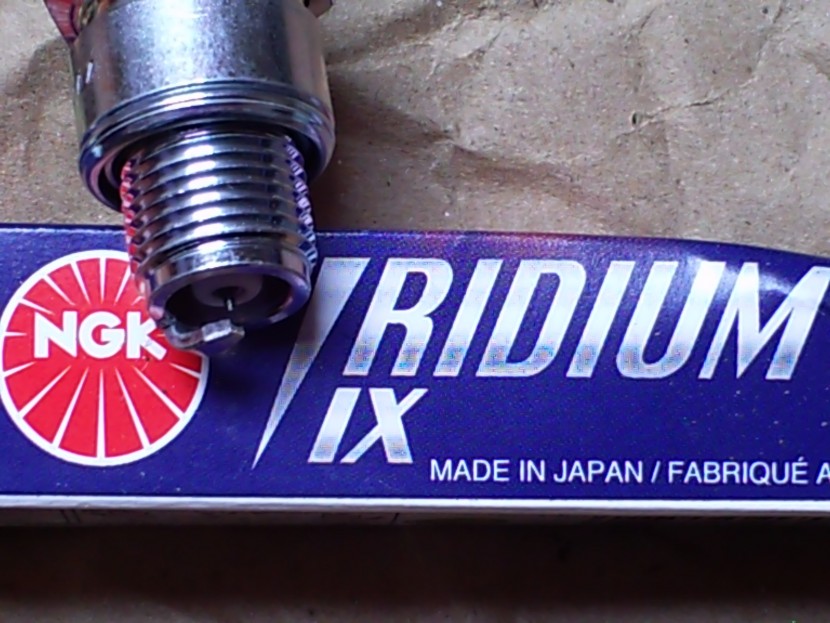 NGK
IRIDIUM
IX
MADE IN JAPAN / FABRIQUÉ A